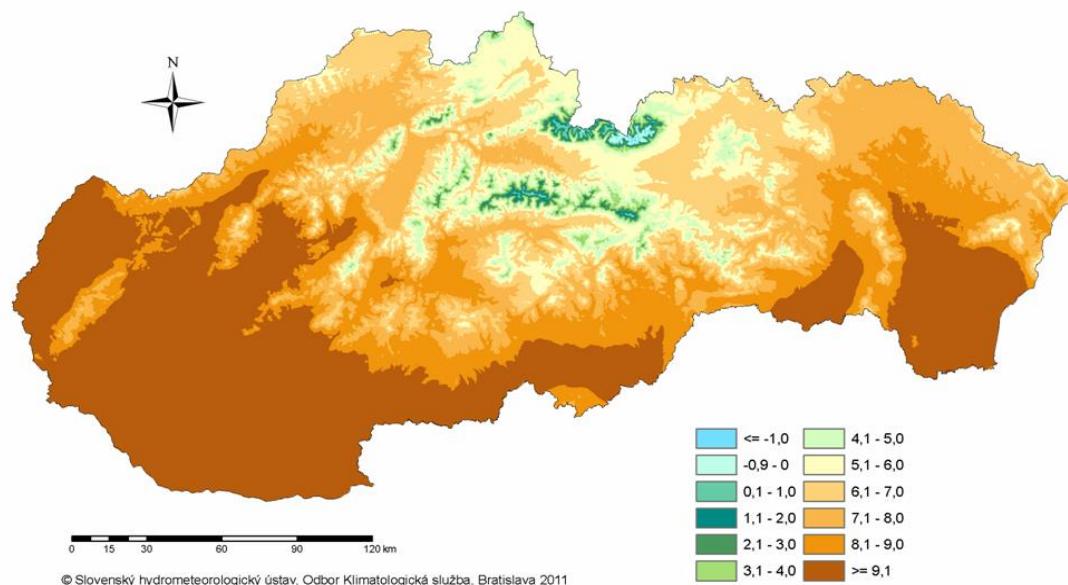 N
<= -1,0
-0,9 - 0
0,1 - 1,0
1,1 - 2,0
2,1 - 3,0
3,1 - 4,0
4,1 - 5,0
5,1 - 6,0
6,1 - 7,0
7,1 - 8,0
8,1 - 9,0
>= 9,1
0 15 30 60 90 120 km
© Slovenský hydrometeorologický ústav, Odbor Klimatologická služba, Bratislava 2011